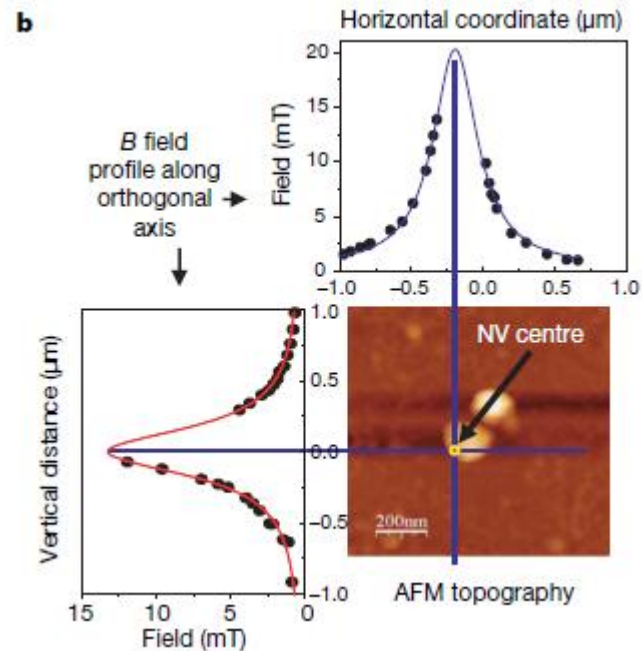 b
Horizontal coordinate (µm)
20
15
10
5
0
Field (mT)
–1.0 –0.5 0.0 0.5 1.0
B field
profile along
orthogonal
axis
1.0
0.5
0.0
–0.5
–1.0
Vertical distance (µm)
15 10 5 0
Field (mT)
NV centre
200nm
AFM topography